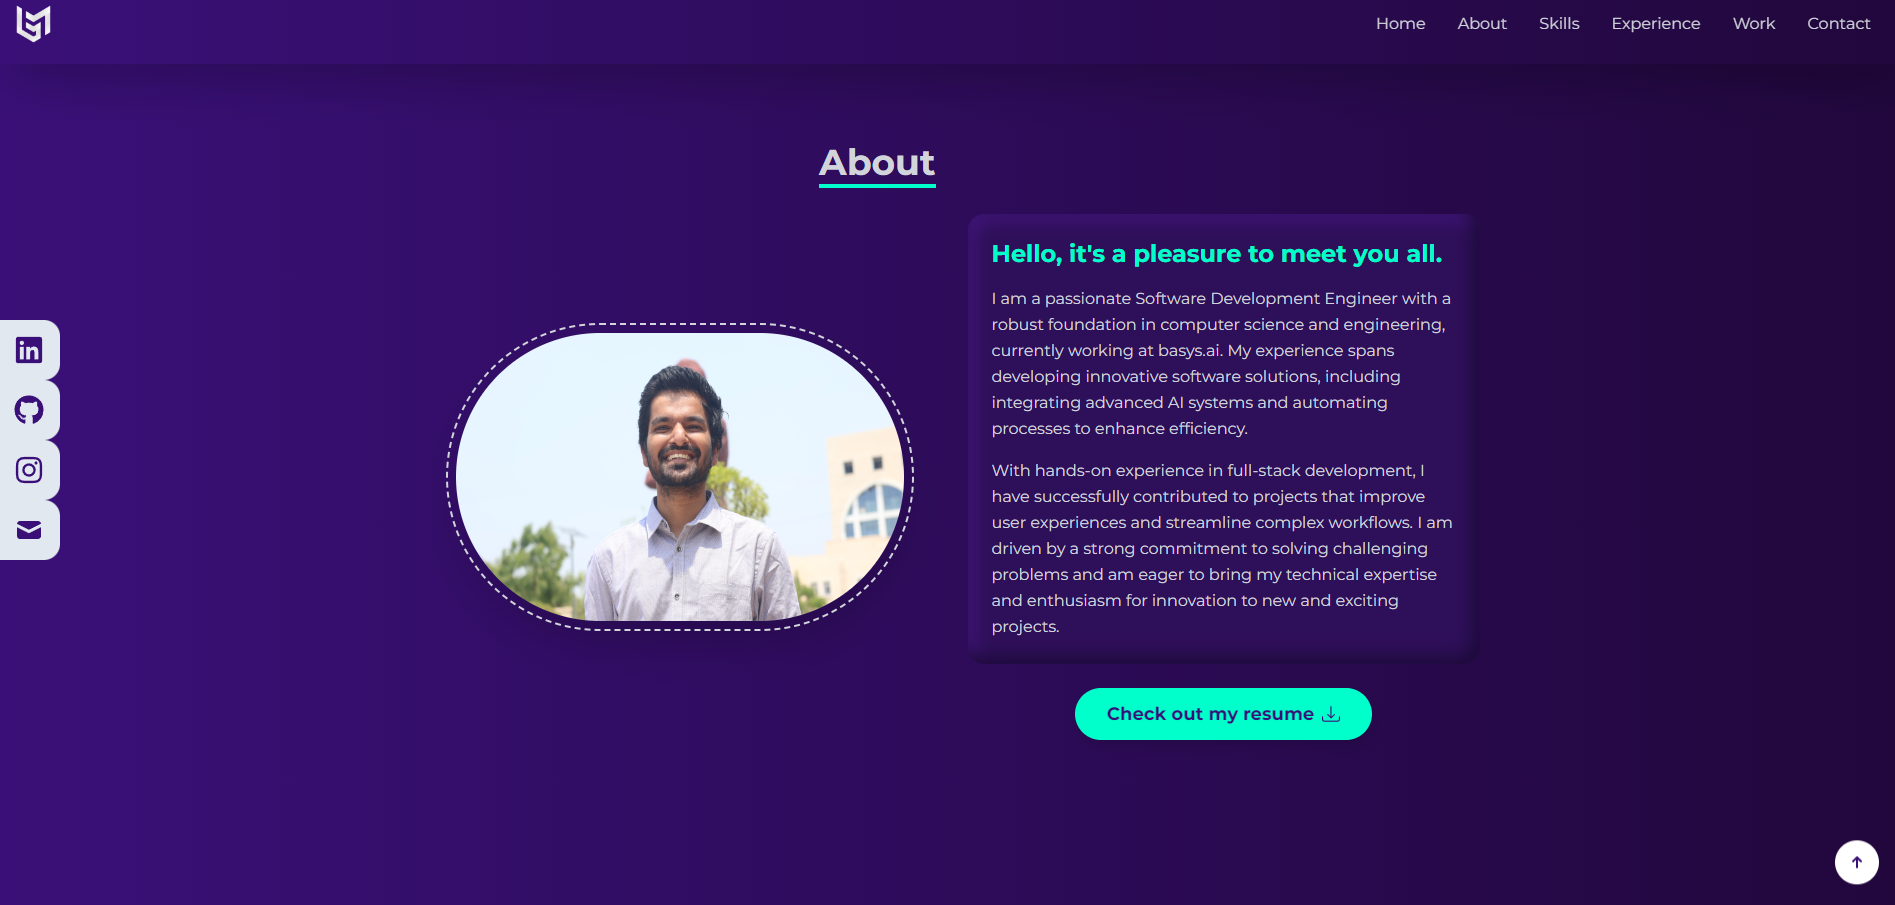 Home About Skills Experience Work Contact
About
Hello, it's a pleasure to meet you all.
I am a passionate Software Development Engineer with a
robust foundation in computer science and engineering,
currently working at basys.ai. My experience spans
developing innovative software solutions, including
integrating advanced AI systems and automating
processes to enhance efficiency.
With hands-on experience in full-stack development, I
have successfully contributed to projects that improve
user experiences and streamline complex workflows. I am
driven by a strong commitment to solving challenging
problems and am eager to bring my technical expertise
and enthusiasm for innovation to new and exciting
projects.
Check out my resume